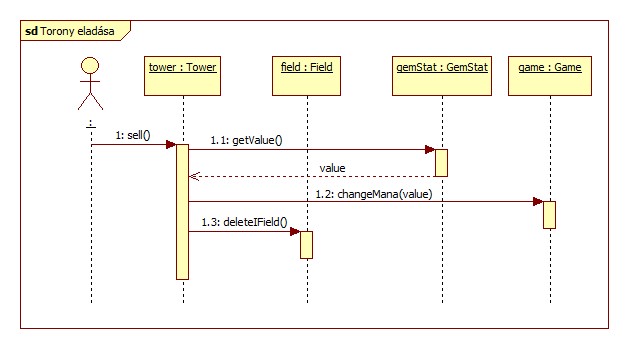 sd Torony eladása
tower : Tower
field : Field
gemStat : GemStat
game : Game
:
1: sell()
1.1: getValue()
value
1.2: changeMana(value)
1.3: deleteIField()